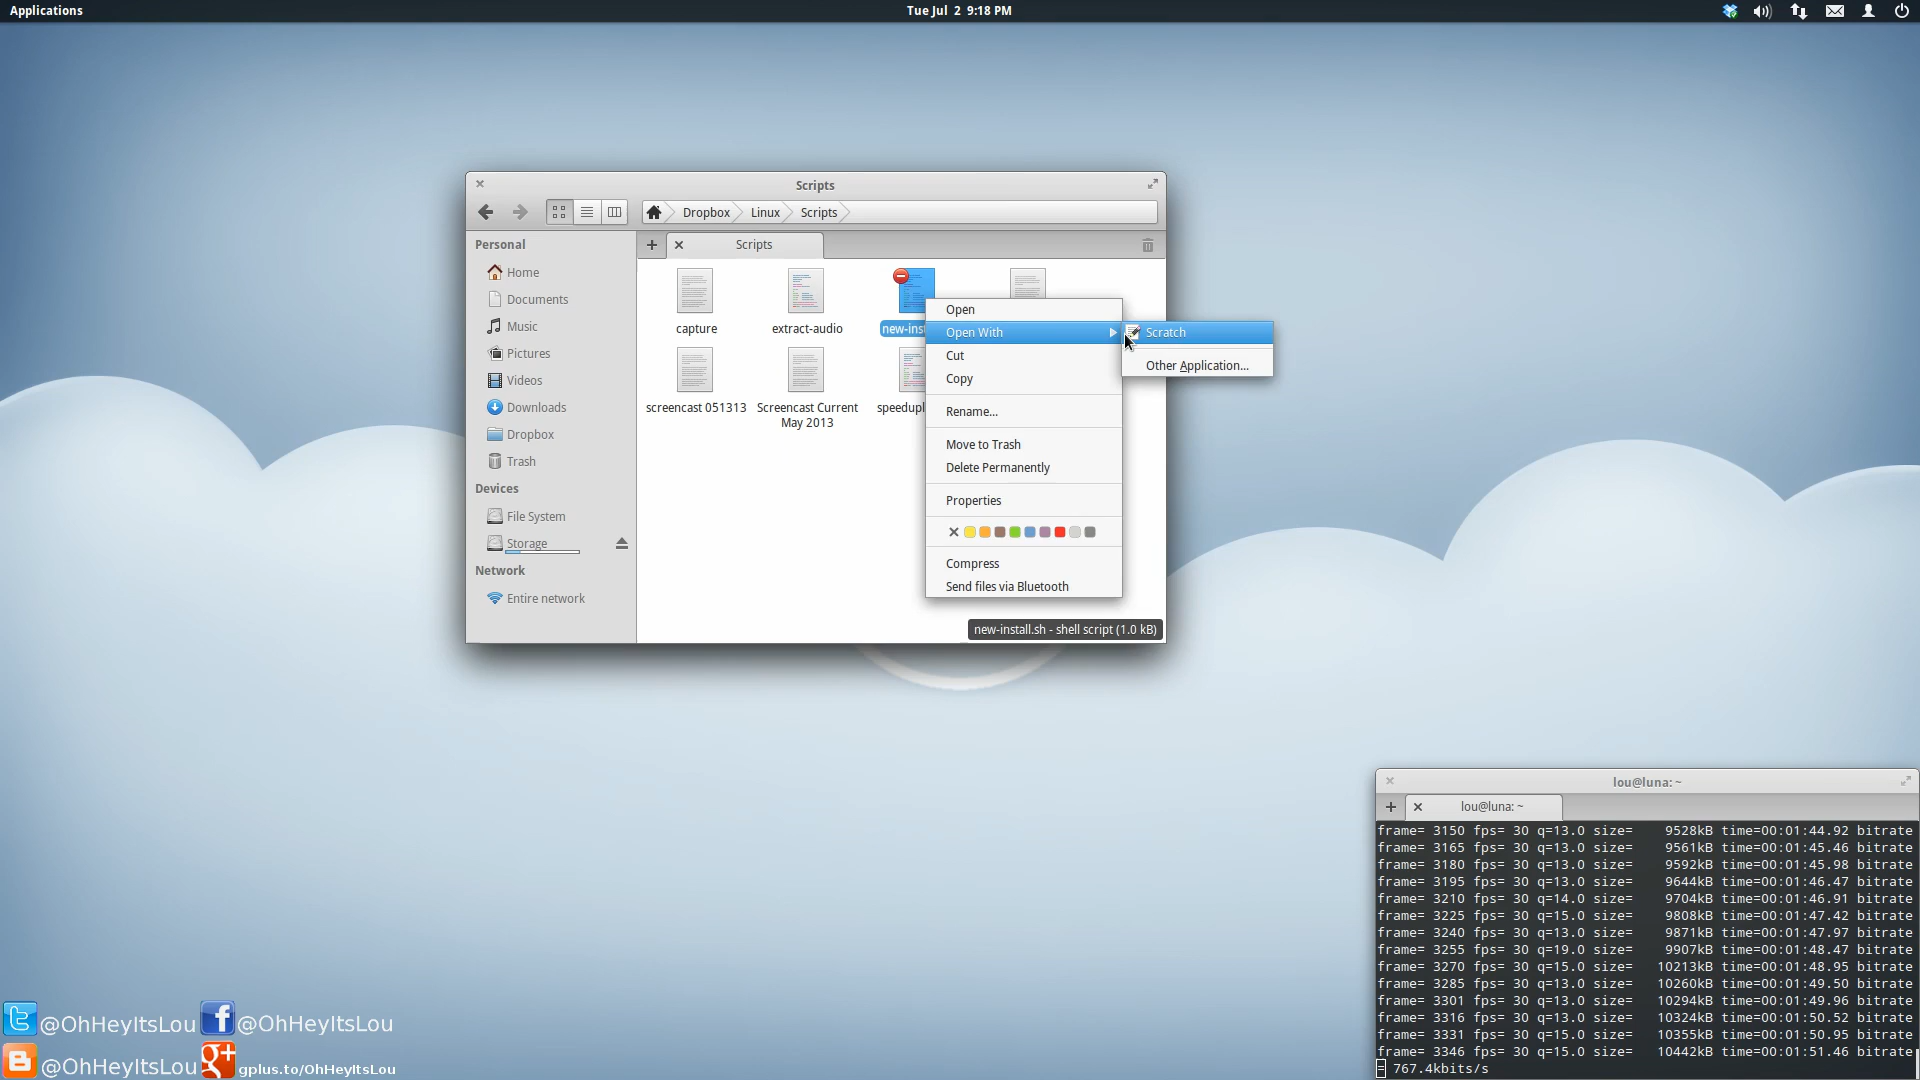 Applications
Tue Jul 2 9:18 PM
Scripts
Dropbox
Linux
Scripts
Personal
Scripts
Home
Documents
Music
Pictures
Videos
Downloads
Dropbox
Trash
Devices
File System
Storage
Network
Entire network
capture
extract-audio
new-inst
screencast 051313
Screencast Current
May 2013
speedupl
Open
Open With
Scratch
Other Application...
Cut
Copy
Rename...
Move to Trash
Delete Permanently
Properties
Compress
Send files via Bluetooth
new-install.sh - shell script (1.0 kB)
lou@luna: ~
lou@luna: ~
frame= 3150 fps= 30 q=13.0 size= 9528kB time=00:01:44.92 bitrate
frame= 3165 fps= 30 q=13.0 size= 9561kB time=00:01:45.46 bitrate
frame= 3180 fps= 30 q=13.0 size= 9592kB time=00:01:45.98 bitrate
frame= 3195 fps= 30 q=13.0 size= 9644kB time=00:01:46.47 bitrate
frame= 3210 fps= 30 q=14.0 size= 9704kB time=00:01:46.91 bitrate
frame= 3225 fps= 30 q=15.0 size= 9808kB time=00:01:47.42 bitrate
frame= 3240 fps= 30 q=13.0 size= 9871kB time=00:01:47.97 bitrate
frame= 3255 fps= 30 q=19.0 size= 9907kB time=00:01:48.47 bitrate
frame= 3270 fps= 30 q=15.0 size= 10213kB time=00:01:48.95 bitrate
frame= 3285 fps= 30 q=15.0 size= 10260kB time=00:01:49.50 bitrate
frame= 3301 fps= 30 q=15.0 size= 10294kB time=00:01:49.96 bitrate
frame= 3316 fps= 30 q=13.0 size= 10324kB time=00:01:50.52 bitrate
frame= 3331 fps= 30 q=15.0 size= 10355kB time=00:01:50.95 bitrate
frame= 3346 fps= 30 q=15.0 size= 10442kB time=00:01:51.46 bitrate
= 767.4kbits/s
@OhHeyItsLou
@OhHeyItsLou
@OhHeyItsLou
gplus.to/OhHeyItsLou